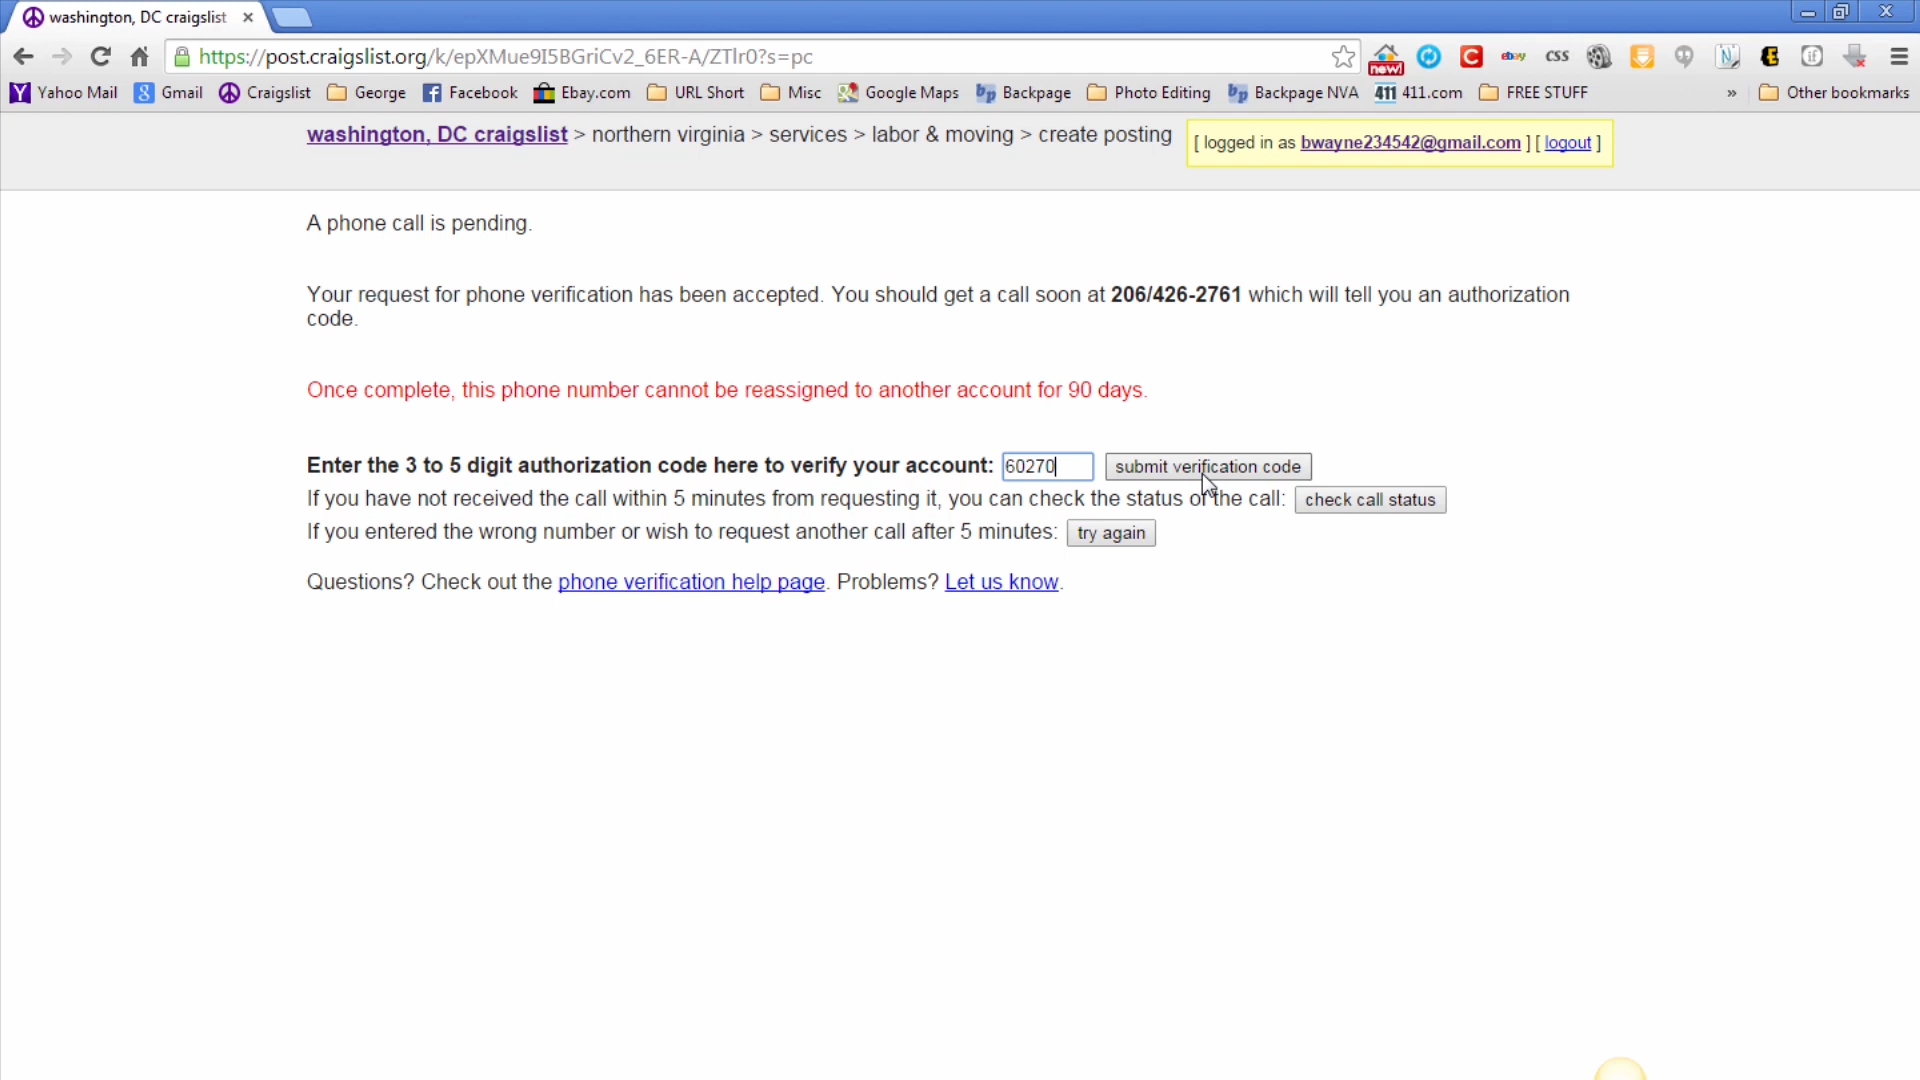 washington, DC craigslist
https://post.craigslist.org/k/epXMue9I5BGriCv2_6ER-A/ZTlr0?s=pc
new! C ebay CSS N E if
Yahoo Mail Gmail Craigslist George Facebook Ebay.com URL Short Misc Google Maps bp Backpage Photo Editing bp Backpage NVA 411 411.com FREE STUFF » Other bookmarks
washington, DC craigslist > northern virginia > services > labor & moving > create posting [ logged in as bwayne234542@gmail.com ] [ logout ]
A phone call is pending.
Your request for phone verification has been accepted. You should get a call soon at 206/426-2761 which will tell you an authorization
code.
Once complete, this phone number cannot be reassigned to another account for 90 days.
Enter the 3 to 5 digit authorization code here to verify your account: 60270 submit verification code
If you have not received the call within 5 minutes from requesting it, you can check the status of the call: check call status
If you entered the wrong number or wish to request another call after 5 minutes: try again
Questions? Check out the phone verification help page. Problems? Let us know.